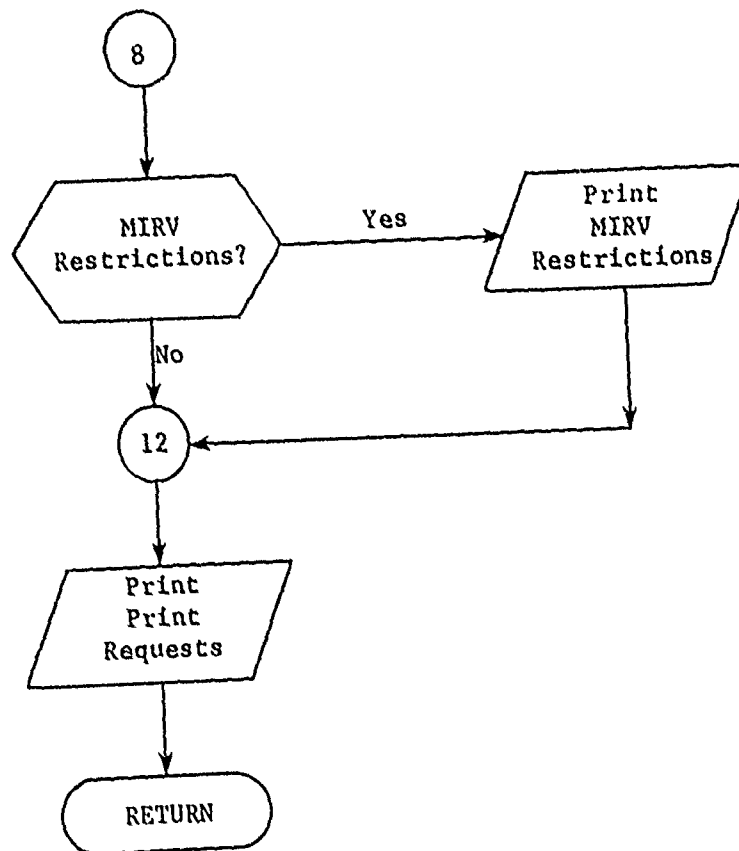 8
MIRV
Restrictions?
Yes
Print
MIRV
Restrictions
No
12
Print
Print
Requests
RETURN